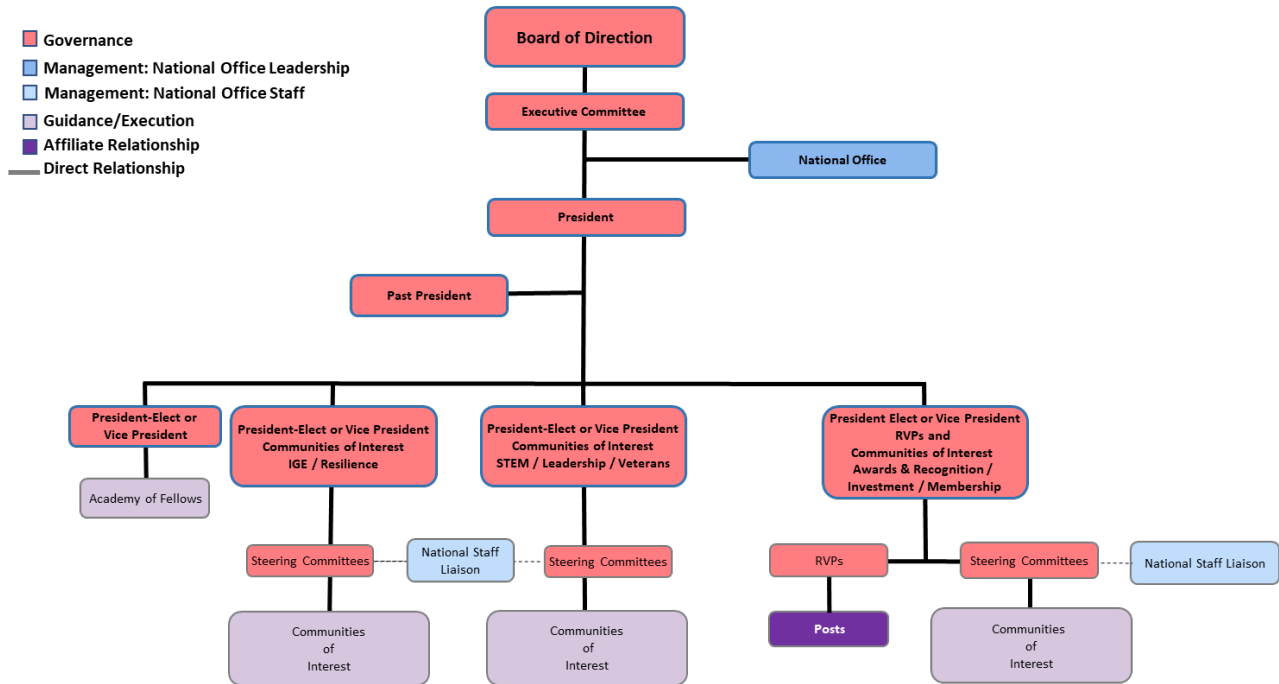 Governance
Management: National Office Leadership
Management: National Office Staff
Guidance/Execution
Affiliate Relationship
Direct Relationship
Board of Direction
Executive Committee
National Office
President
Past President
President-Elect or
Vice President
Academy of Fellows
President-Elect or Vice President
Communities of Interest
IGE / Resilience
President-Elect or Vice President
Communities of Interest
STEM / Leadership / Veterans
President Elect or Vice President
RVPs and
Communities of Interest
Awards & Recognition /
Investment / Membership
Steering Committees
National Staff
Liaison
Steering Committees
RVPs
Steering Committees
National Staff Liaison
Communities
of
Interest
Communities
of
Interest
Posts
Communities
of
Interest